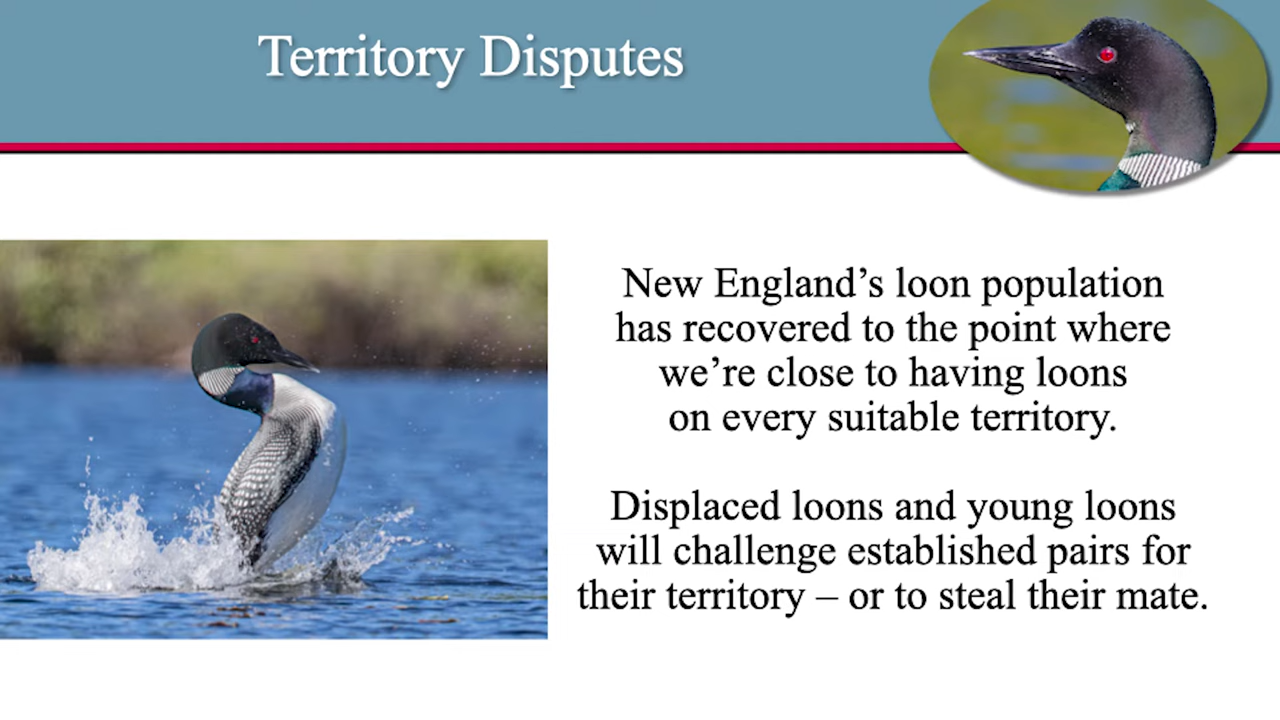 Territory Disputes
New England’s loon population
has recovered to the point where
we’re close to having loons
on every suitable territory.
Displaced loons and young loons
will challenge established pairs for
their territory – or to steal their mate.